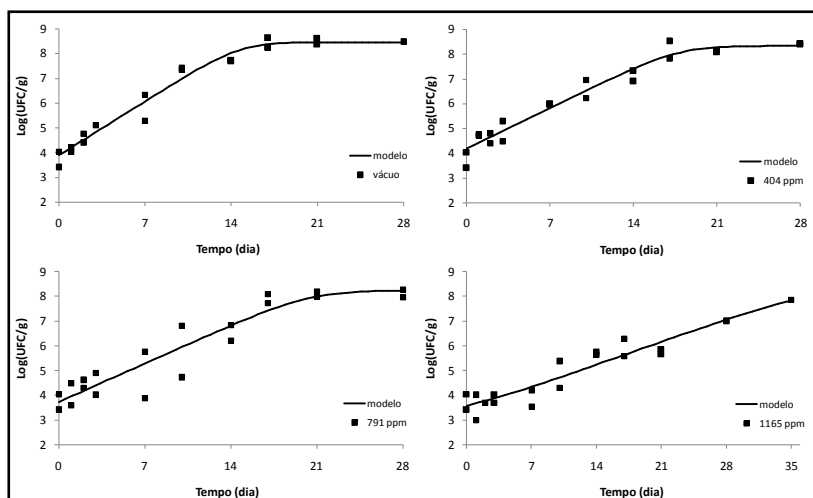 Log(UFC/g)
9
8
7
6
5
4
3
2
0 7 14 21 28
Tempo (dia)
modelo
vácuo
Log(UFC/g)
9
8
7
6
5
4
3
2
0 7 14 21 28
Tempo (dia)
modelo
404 ppm
Log(UFC/g)
9
8
7
6
5
4
3
2
0 7 14 21 28
Tempo (dia)
modelo
791 ppm
Log(UFC/g)
9
8
7
6
5
4
3
2
0 7 14 21 28 35
Tempo (dia)
modelo
1165 ppm